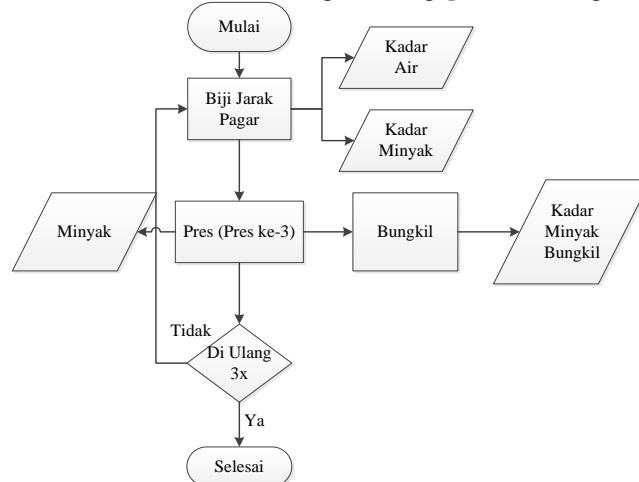 Mulai
Kadar
Air
Biji Jarak
Pagar
Kadar
Minyak
Minyak
Pres (Pres ke-3)
Bungkil
Kadar
Minyak
Bungkil
Tidak
Di Ulang
3x
Ya
Selesai